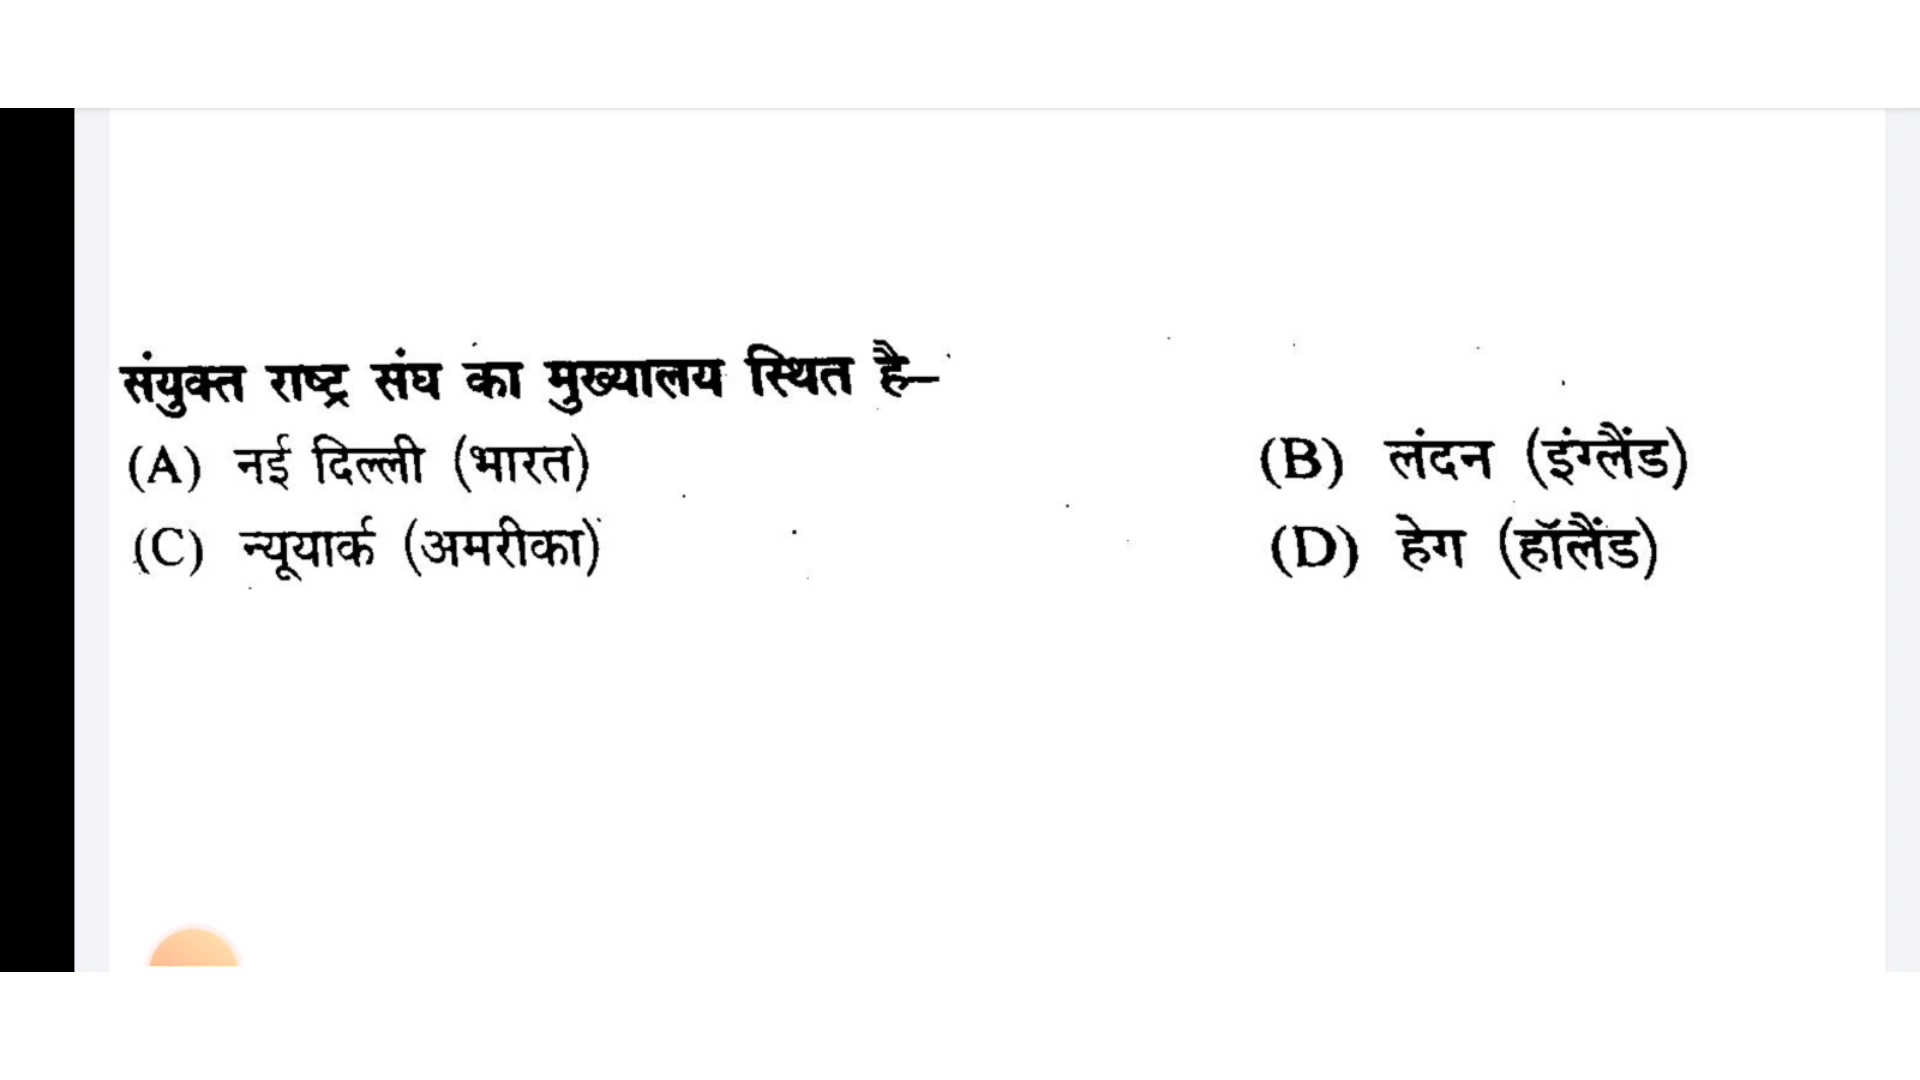 संयुक्त राष्ट्र संघ का मुख्यालय स्थित है–
(A) नई दिल्ली (भारत) (B) लंदन (इंग्लैंड)
(C) न्यूयार्क (अमरीका) (D) हेग (हॉलैंड)